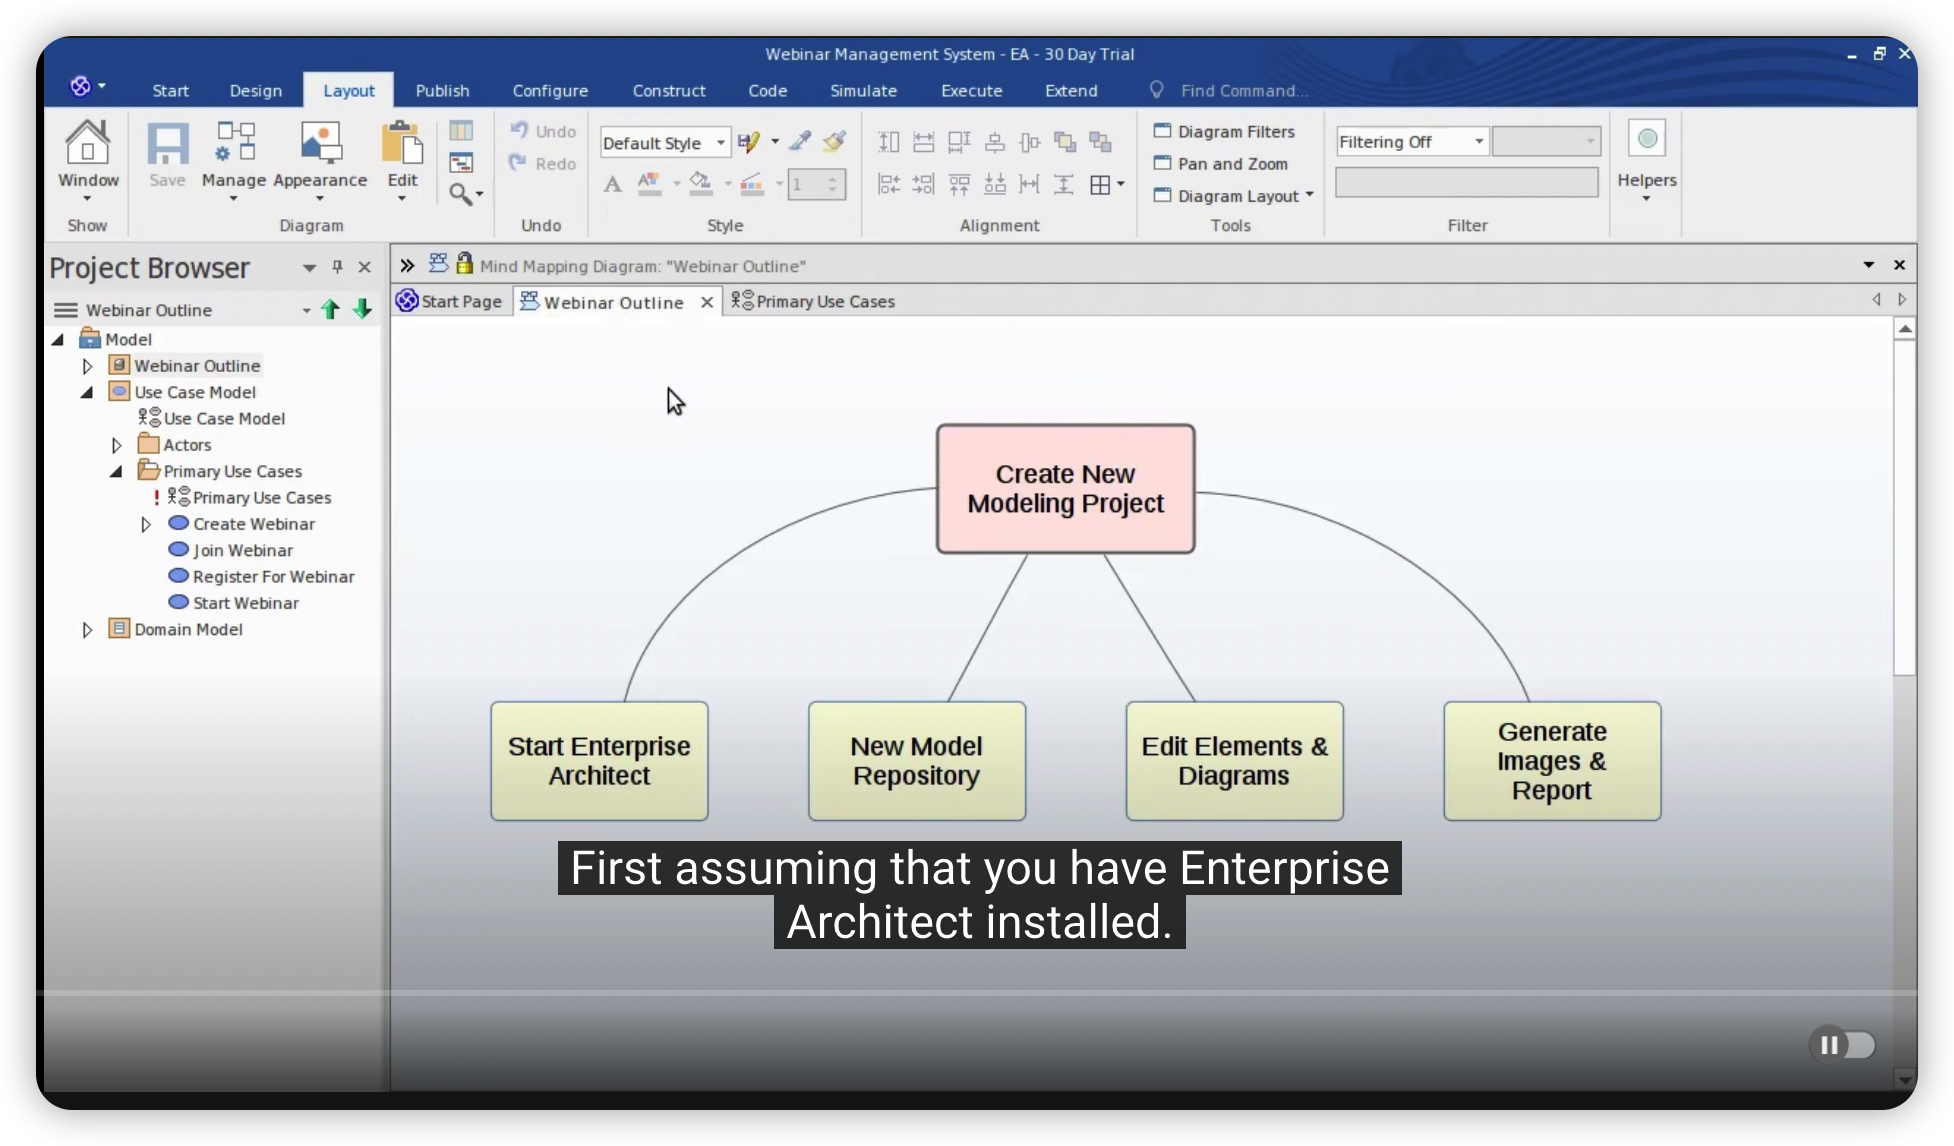 Webinar Management System - EA - 30 Day Trial
Start Design Layout Publish Configure Construct Code Simulate Execute Extend Find Command...
Window
Show
Save
Manage
Appearance
Edit
Diagram
Undo
Redo
Undo
Default Style
A
1
Style
Alignment
Diagram Filters
Pan and Zoom
Diagram Layout
Tools
Filtering Off
Filter
Helpers
Project Browser
Webinar Outline
Model
Webinar Outline
Use Case Model
Use Case Model
Actors
Primary Use Cases
! Primary Use Cases
Create Webinar
Join Webinar
Register For Webinar
Start Webinar
Domain Model
Mind Mapping Diagram: "Webinar Outline"
Start Page Webinar Outline Primary Use Cases
Create New
Modeling Project
Start Enterprise
Architect
New Model
Repository
Edit Elements &
Diagrams
Generate
Images &
Report
First assuming that you have Enterprise
Architect installed.